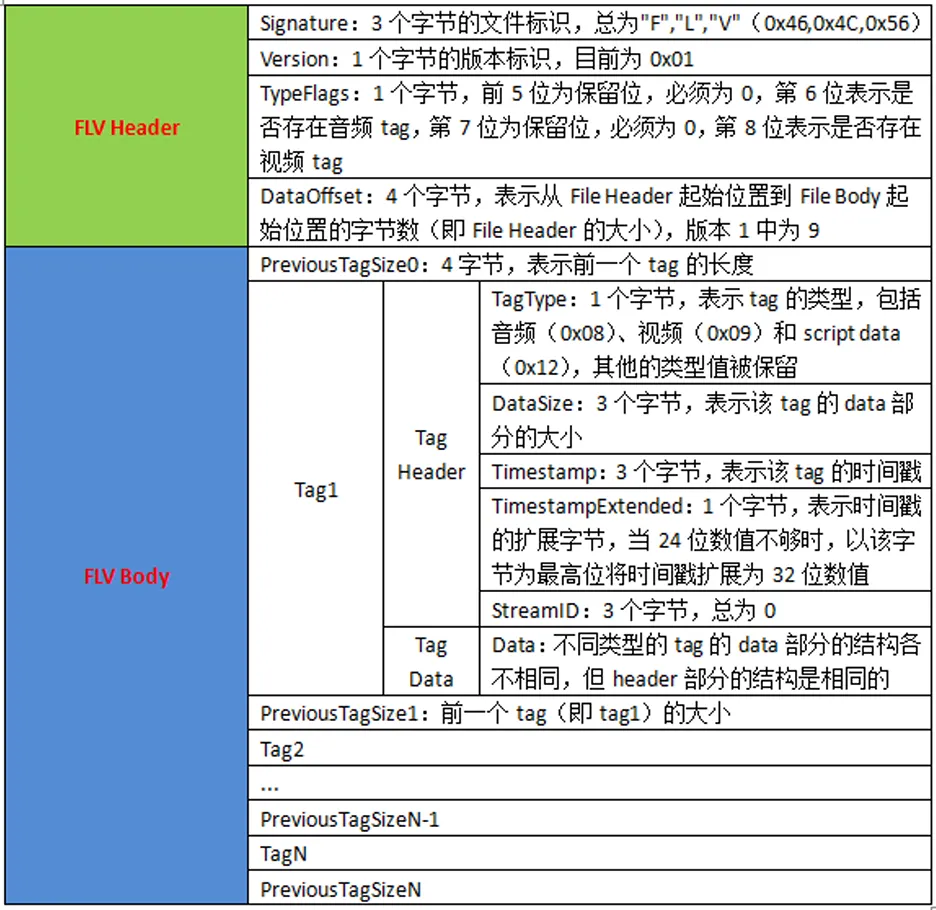 FLV Header
Signature：3 个字节的文件标识，总为"F","L","V"（0x46,0x4C,0x56）
Version：1 个字节的版本标识，目前为 0x01
TypeFlags：1 个字节，前 5 位为保留位，必须为 0，第 6 位表示是
否存在音频 tag，第 7 位为保留位，必须为 0，第 8 位表示是否存在
视频 tag
DataOffset：4 个字节，表示从 File Header 起始位置到 File Body 起
始位置的字节数（即 File Header 的大小），版本 1 中为 9
FLV Body
PreviousTagSize0：4 字节，表示前一个 tag 的长度
Tag1
Tag
Header
TagType：1 个字节，表示 tag 的类型，包括
音频（0x08）、视频（0x09）和 script data
（0x12），其他的类型值被保留
DataSize：3 个字节，表示该 tag 的 data 部
分的大小
Timestamp：3 个字节，表示该 tag 的时间戳
TimestampExtended：1 个字节，表示时间戳
的扩展字节，当 24 位数值不够时，以该字
节为最高位将时间戳扩展为 32 位数值
StreamID：3 个字节，总为 0
Tag
Data
Data：不同类型的 tag 的 data 部分的结构各
不相同，但 header 部分的结构是相同的
PreviousTagSize1：前一个 tag（即 tag1）的大小
Tag2
...
PreviousTagSizeN-1
TagN
PreviousTagSizeN